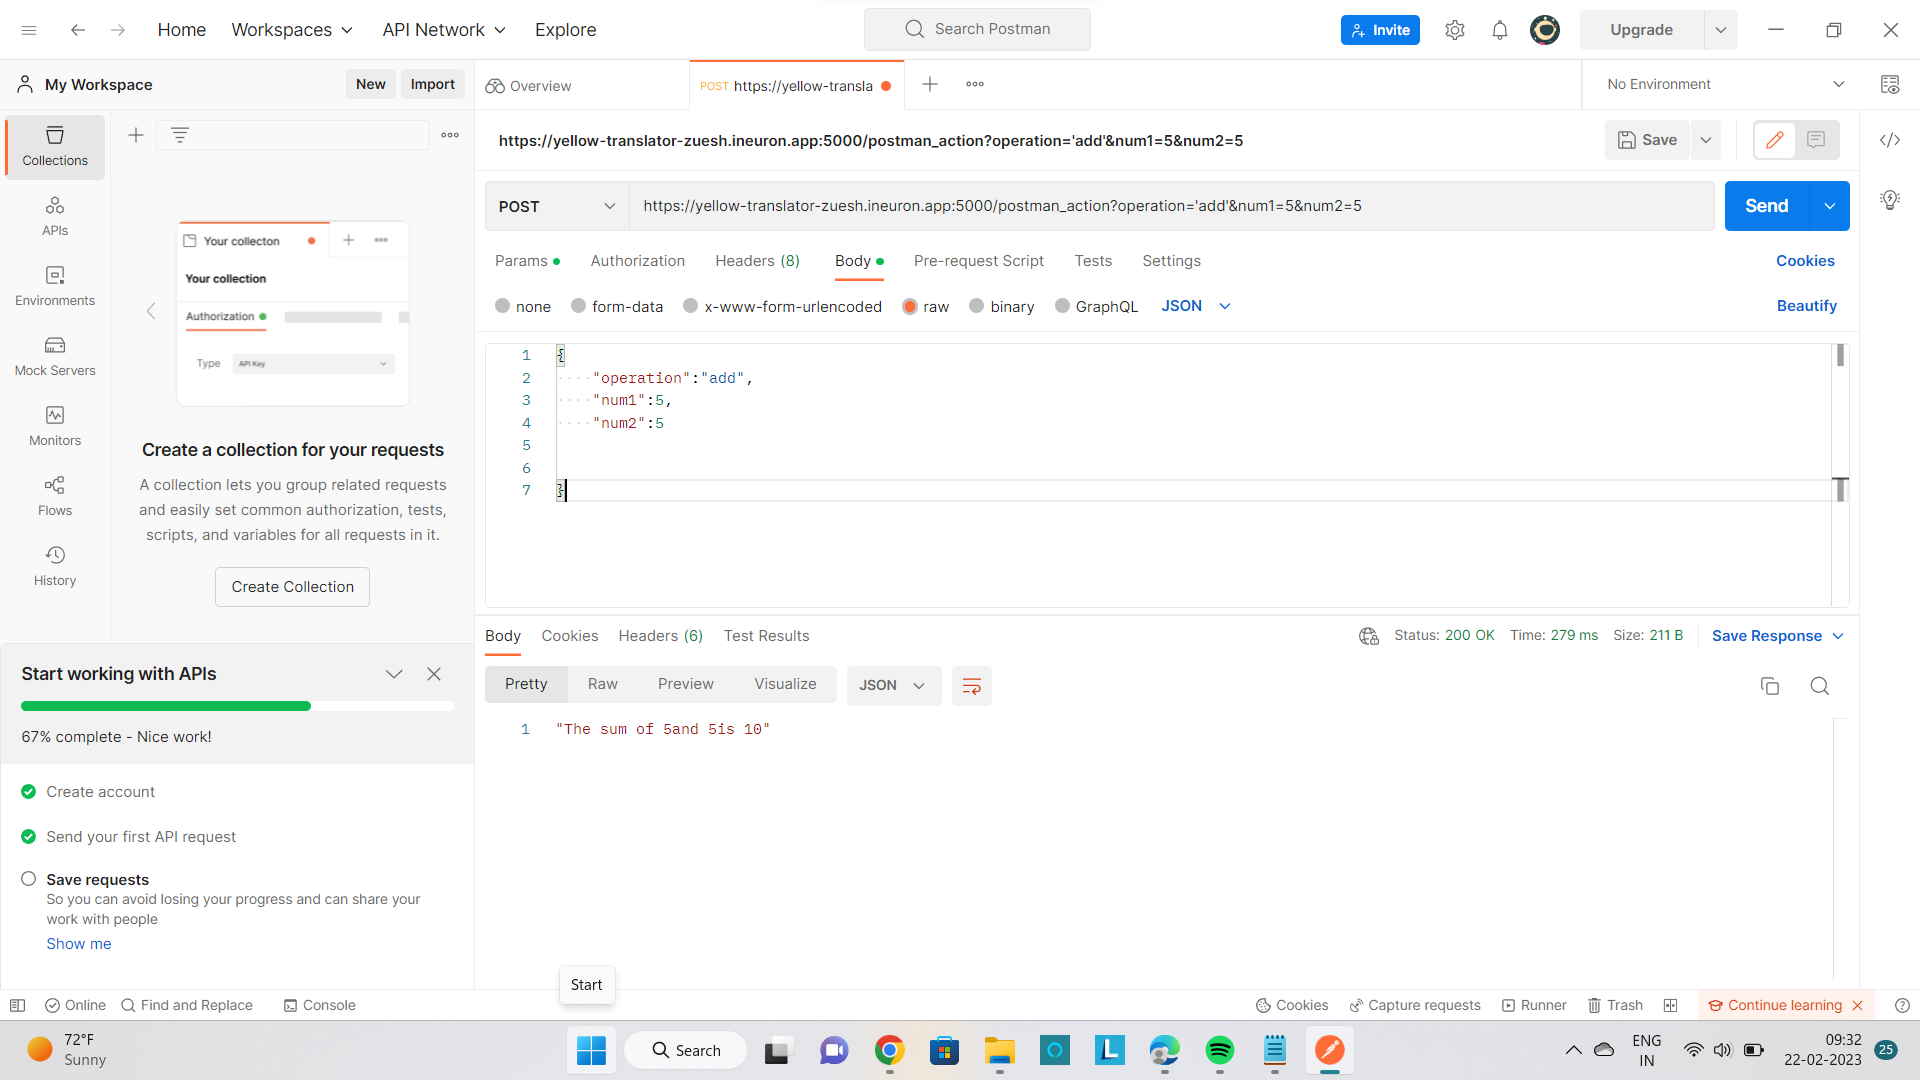 Home
Workspaces
API Network
Explore
Search Postman
Invite
Upgrade
My Workspace
New
Import
Overview
POST https://yellow-transla
No Environment
https://yellow-translator-zuesh.ineuron.app:5000/postman_action?operation='add'&num1=5&num2=5
Save
POST
https://yellow-translator-zuesh.ineuron.app:5000/postman_action?operation='add'&num1=5&num2=5
Send
Params
Authorization
Headers (8)
Body
Pre-request Script
Tests
Settings
Cookies
none
form-data
x-www-form-urlencoded
raw
binary
GraphQL
JSON
Beautify
1 {
2 "operation":"add",
3 "num1":5,
4 "num2":5
5
6
7 }
Collections
APIs
Environments
Mock Servers
Monitors
Flows
History
Your collecton
Your collection
Authorization
Type
API Key
Create a collection for your requests
A collection lets you group related requests
and easily set common authorization, tests,
scripts, and variables for all requests in it.
Create Collection
Start working with APIs
67% complete - Nice work!
Create account
Send your first API request
Save requests
So you can avoid losing your progress and can share your
work with people
Show me
Body
Cookies
Headers (6)
Test Results
Status: 200 OK
Time: 279 ms
Size: 211 B
Save Response
Pretty
Raw
Preview
Visualize
JSON
1 "The sum of 5and 5is 10"
Start
Online
Find and Replace
Console
Cookies
Capture requests
Runner
Trash
Continue learning
72°F
Sunny
Search
L
ENG
IN
09:32
22-02-2023
25